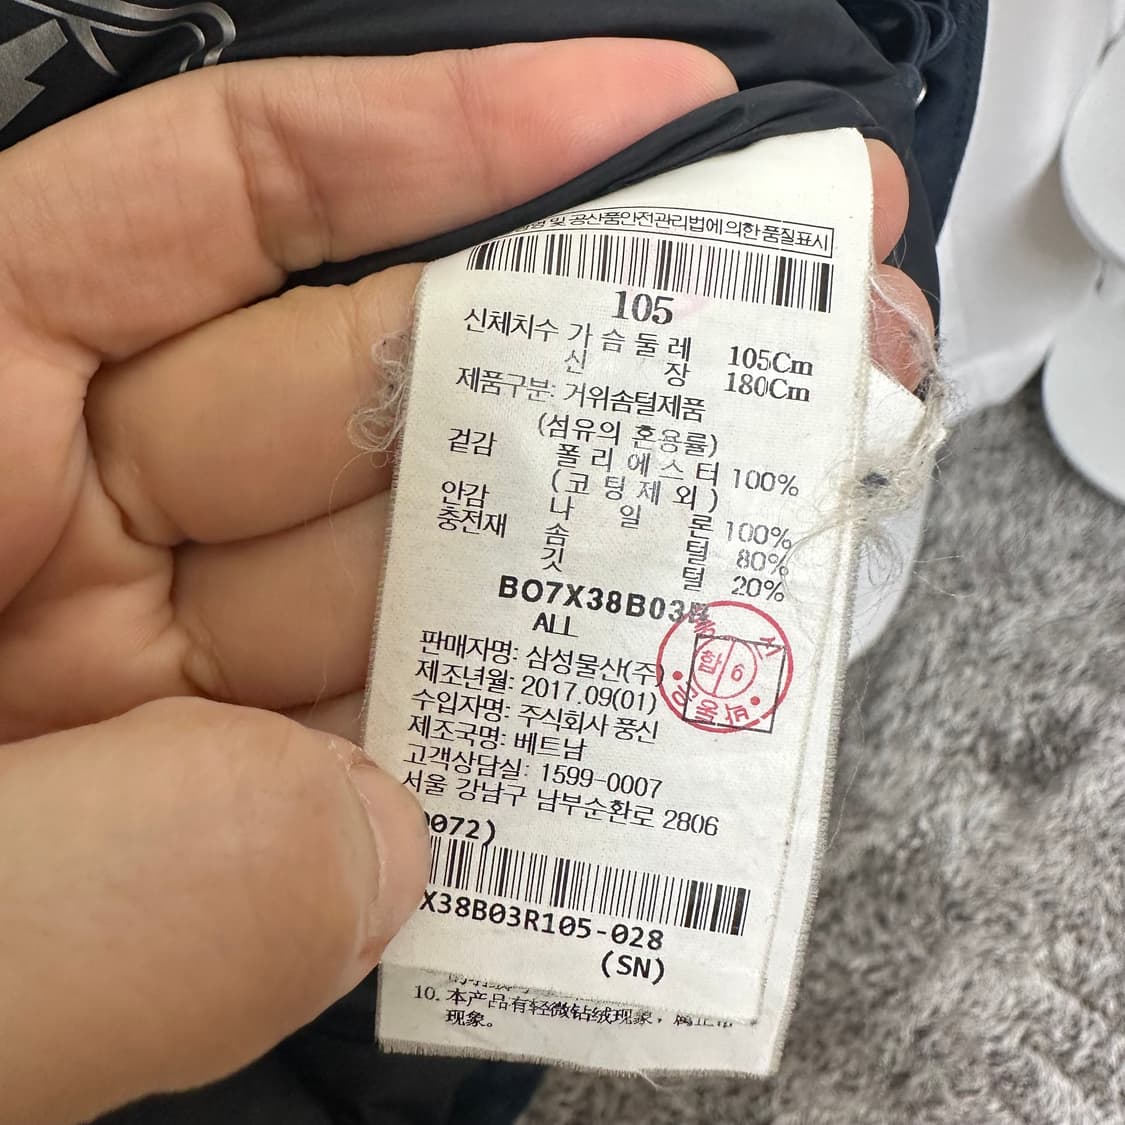 및 공산품안전관리법에 의한 품질표시
105
신체치수 가슴둘레 105Cm
신장 180Cm
제품구분: 거위솜털제품
(섬유의 혼용률)
겉감 폴리에스터 100%
(코팅제외)
안감 나일론 100%
충전재 솜털 80%
깃털 20%
BO7X38B03
ALL
판매자명: 삼성물산(주)
합 6
제조년월: 2017.09(01)
수입자명: 주식회사 풍신
제조국명: 베트남
고객상담실: 1599-0007
서울 강남구 남부순환로 2806
0072)
X38B03R105-028
(SN)
10. 本产品有轻微钻绒现象，属正常
现象。